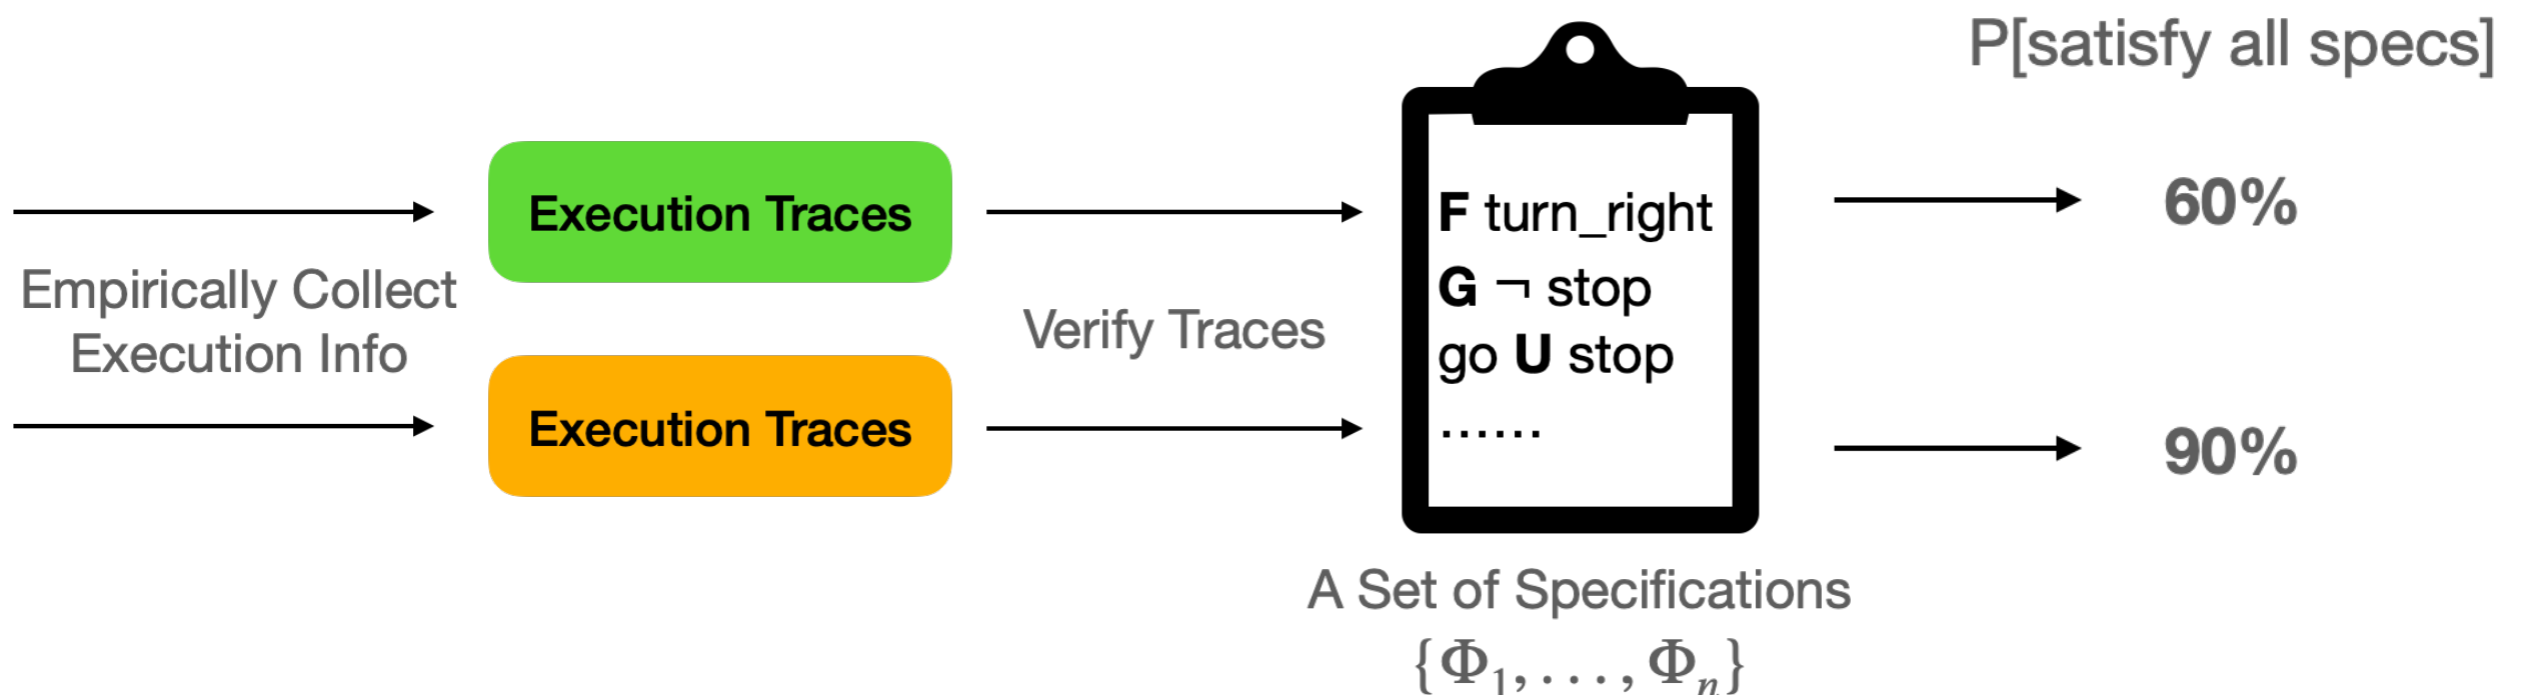 P[satisfy all specs]
Execution Traces
F turn_right
60%
Empirically Collect
Execution Info
G ¬ stop
Verify Traces
go U stop
Execution Traces
......
90%
A Set of Specifications
{Φ1, . . . , Φn}